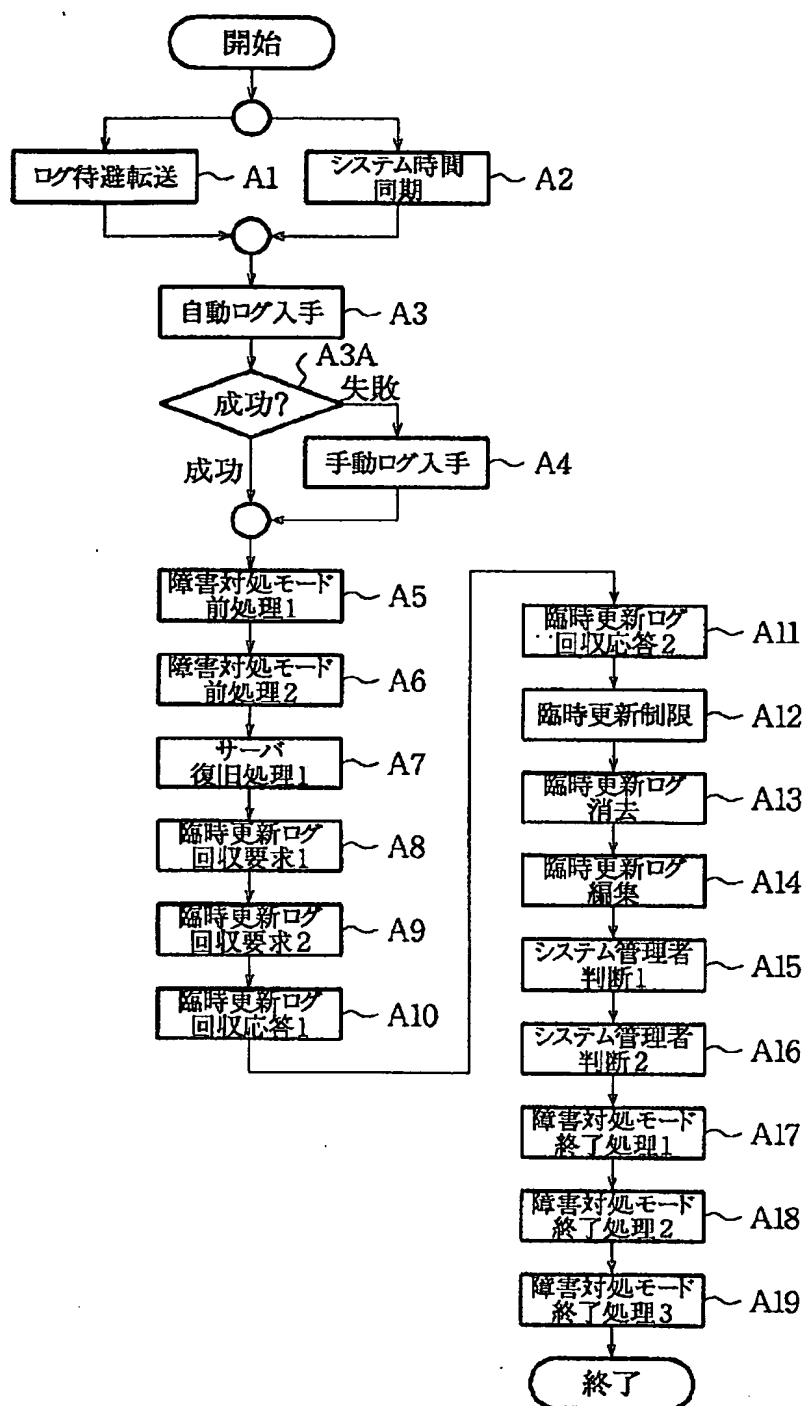 開始
ログ待避転送
A1
システム時間
同期
A2
自動ログ入手
A3
A3A
成功?
失敗
成功
手動ログ入手
A4
障害対処モード
前処理1
A5
障害対処モード
前処理2
A6
サーバ
復旧処理1
A7
臨時更新ログ
回収要求1
A8
臨時更新ログ
回収要求2
A9
臨時更新ログ
回収応答1
A10
臨時更新ログ
回収応答2
A11
臨時更新制限
A12
臨時更新ログ
消去
A13
臨時更新ログ
編集
A14
システム管理者
判断1
A15
システム管理者
判断2
A16
障害対処モード
終了処理1
A17
障害対処モード
終了処理2
A18
障害対処モード
終了処理3
A19
終了